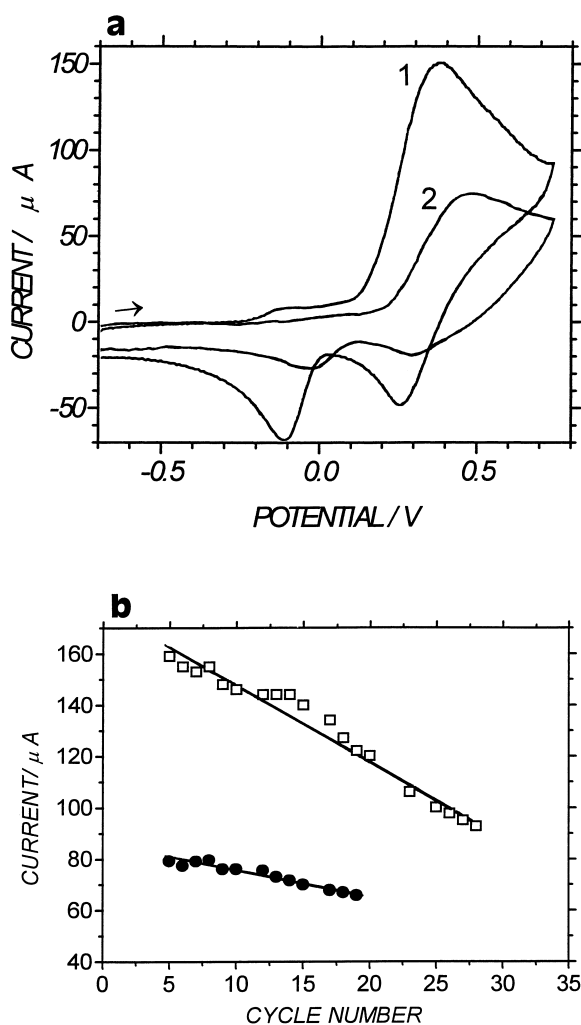 a
150
100
50
0
-50
CURRENT / μ A
1
2
-0.5 0.0 0.5
POTENTIAL / V
b
160
140
120
100
80
60
40
CURRENT/ μ A
0 5 10 15 20 25 30 35
CYCLE NUMBER